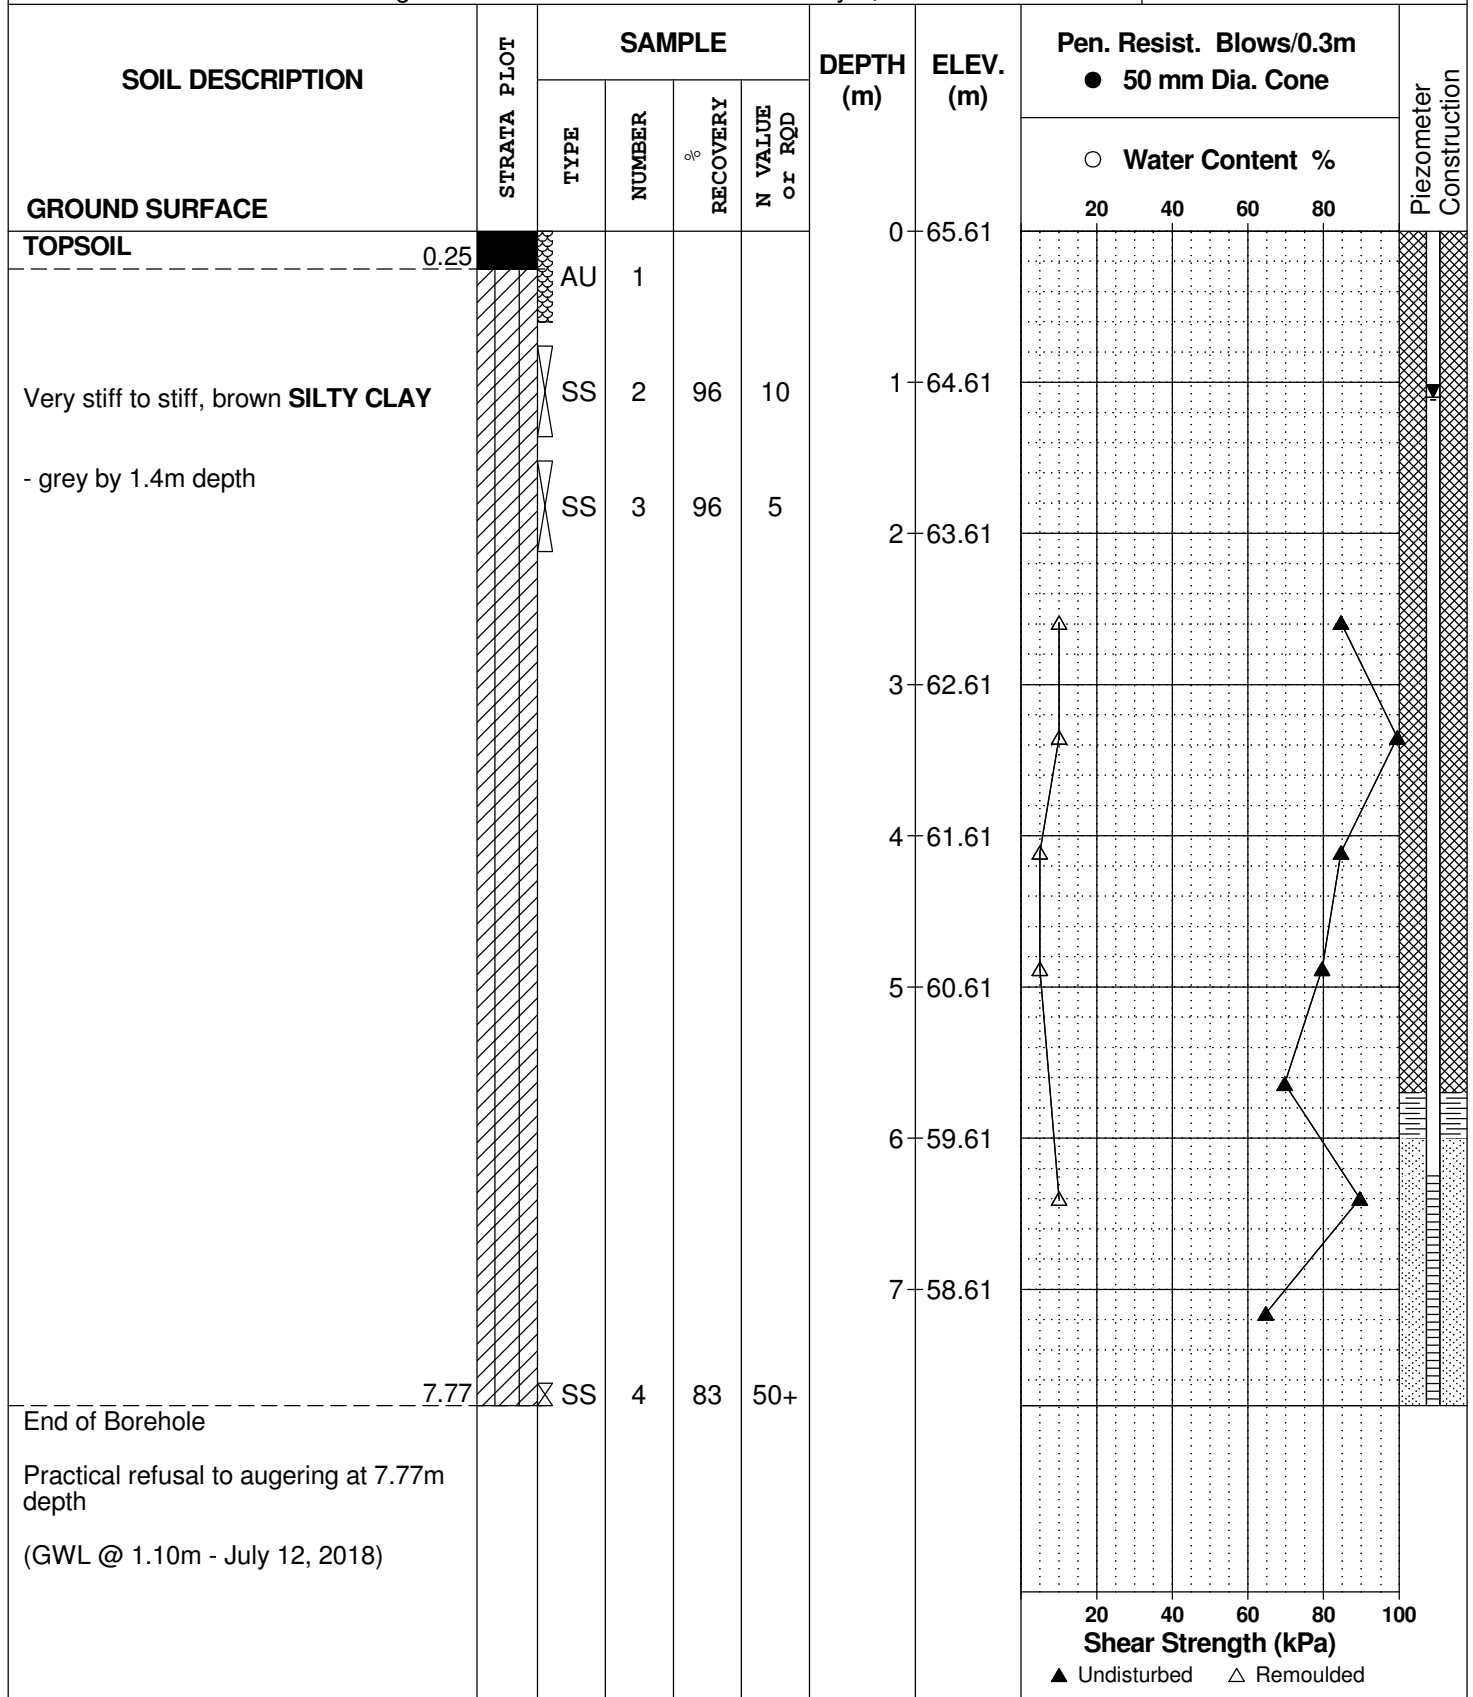 SOIL DESCRIPTION
GROUND SURFACE
STRATA PLOT
SAMPLE
TYPE
NUMBER
% RECOVERY
N VALUE or RQD
DEPTH (m)
ELEV. (m)
Pen. Resist. Blows/0.3m
● 50 mm Dia. Cone
○ Water Content %
20 40 60 80
Piezometer Construction
TOPSOIL 0.25
0 65.61
AU 1
Very stiff to stiff, brown SILTY CLAY
SS 2 96 10
1 64.61
- grey by 1.4m depth
SS 3 96 5
2 63.61
3 62.61
4 61.61
5 60.61
6 59.61
7 58.61
7.77
SS 4 83 50+
End of Borehole
Practical refusal to augering at 7.77m
depth
(GWL @ 1.10m - July 12, 2018)
20 40 60 80 100
Shear Strength (kPa)
▲ Undisturbed △ Remoulded